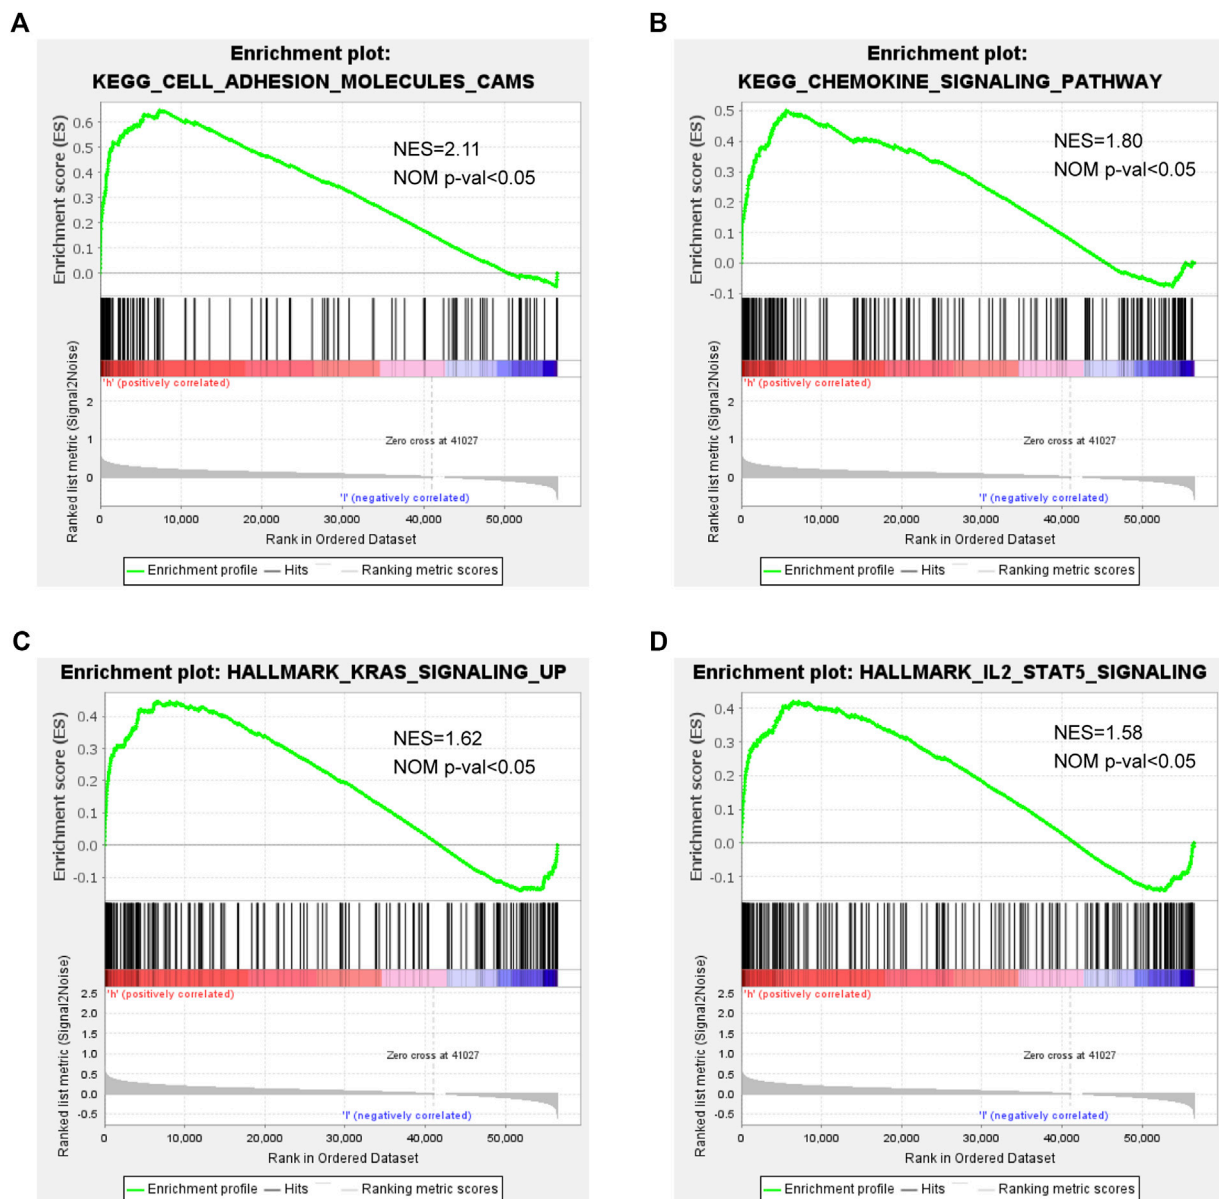 A
Enrichment plot:
KEGG_CELL_ADHESION_MOLECULES_CAMS
Enrichment score (ES)
0.6
0.5
0.4
0.3
0.2
0.1
0.0
NES=2.11
NOM p-val<0.05
'h' (positively correlated)
Ranked list metric (Signal2Noise)
2
1
0
Zero cross at 41027
'l' (negatively correlated)
0 10,000 20,000 30,000 40,000 50,000
Rank in Ordered Dataset
Enrichment profile Hits Ranking metric scores
B
Enrichment plot:
KEGG_CHEMOKINE_SIGNALING_PATHWAY
Enrichment score (ES)
0.5
0.4
0.3
0.2
0.1
0.0
-0.1
NES=1.80
NOM p-val<0.05
'h' (positively correlated)
Ranked list metric (Signal2Noise)
2
1
0
Zero cross at 41027
'l' (negatively correlated)
0 10,000 20,000 30,000 40,000 50,000
Rank in Ordered Dataset
Enrichment profile Hits Ranking metric scores
C
Enrichment plot: HALLMARK_KRAS_SIGNALING_UP
Enrichment score (ES)
0.4
0.3
0.2
0.1
0.0
-0.1
NES=1.62
NOM p-val<0.05
'h' (positively correlated)
Ranked list metric (Signal2Noise)
2.5
2.0
1.5
1.0
0.5
0.0
-0.5
Zero cross at 41027
'l' (negatively correlated)
0 10,000 20,000 30,000 40,000 50,000
Rank in Ordered Dataset
Enrichment profile Hits Ranking metric scores
D
Enrichment plot: HALLMARK_IL2_STAT5_SIGNALING
Enrichment score (ES)
0.4
0.3
0.2
0.1
0.0
-0.1
NES=1.58
NOM p-val<0.05
'h' (positively correlated)
Ranked list metric (Signal2Noise)
2.5
2.0
1.5
1.0
0.5
0.0
-0.5
Zero cross at 41027
'l' (negatively correlated)
0 10,000 20,000 30,000 40,000 50,000
Rank in Ordered Dataset
Enrichment profile Hits Ranking metric scores